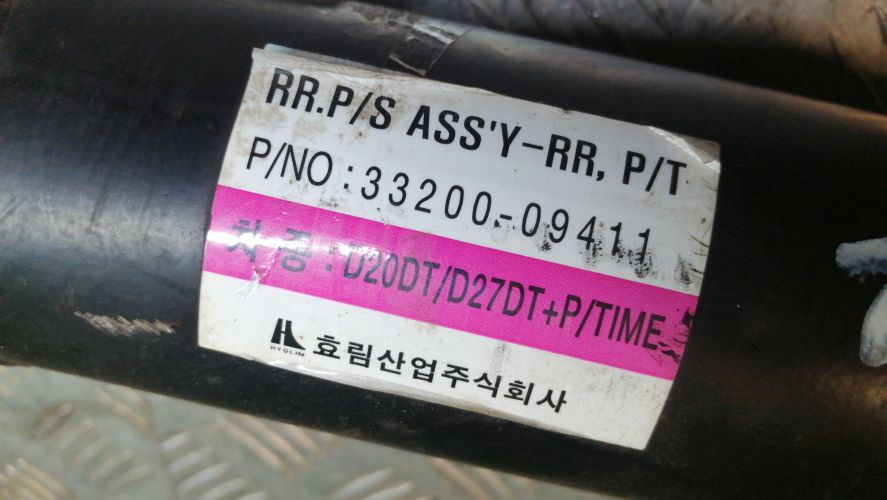 RR.P/S ASS'Y-RR, P/T
P/NO : 33200-09411
차 종 : D20DT/D27DT+P/TIME
HYOLIM
효림산업주식회사